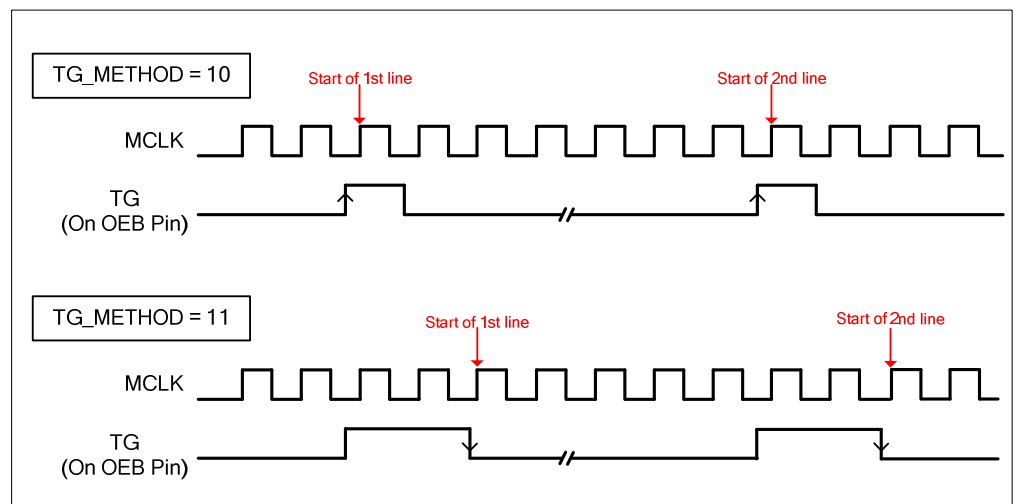 TG_METHOD = 10
Start of 1st line
Start of 2nd line
MCLK
TG
(On OEB Pin)
TG_METHOD = 11
Start of 1st line
Start of 2nd line
MCLK
TG
(On OEB Pin)